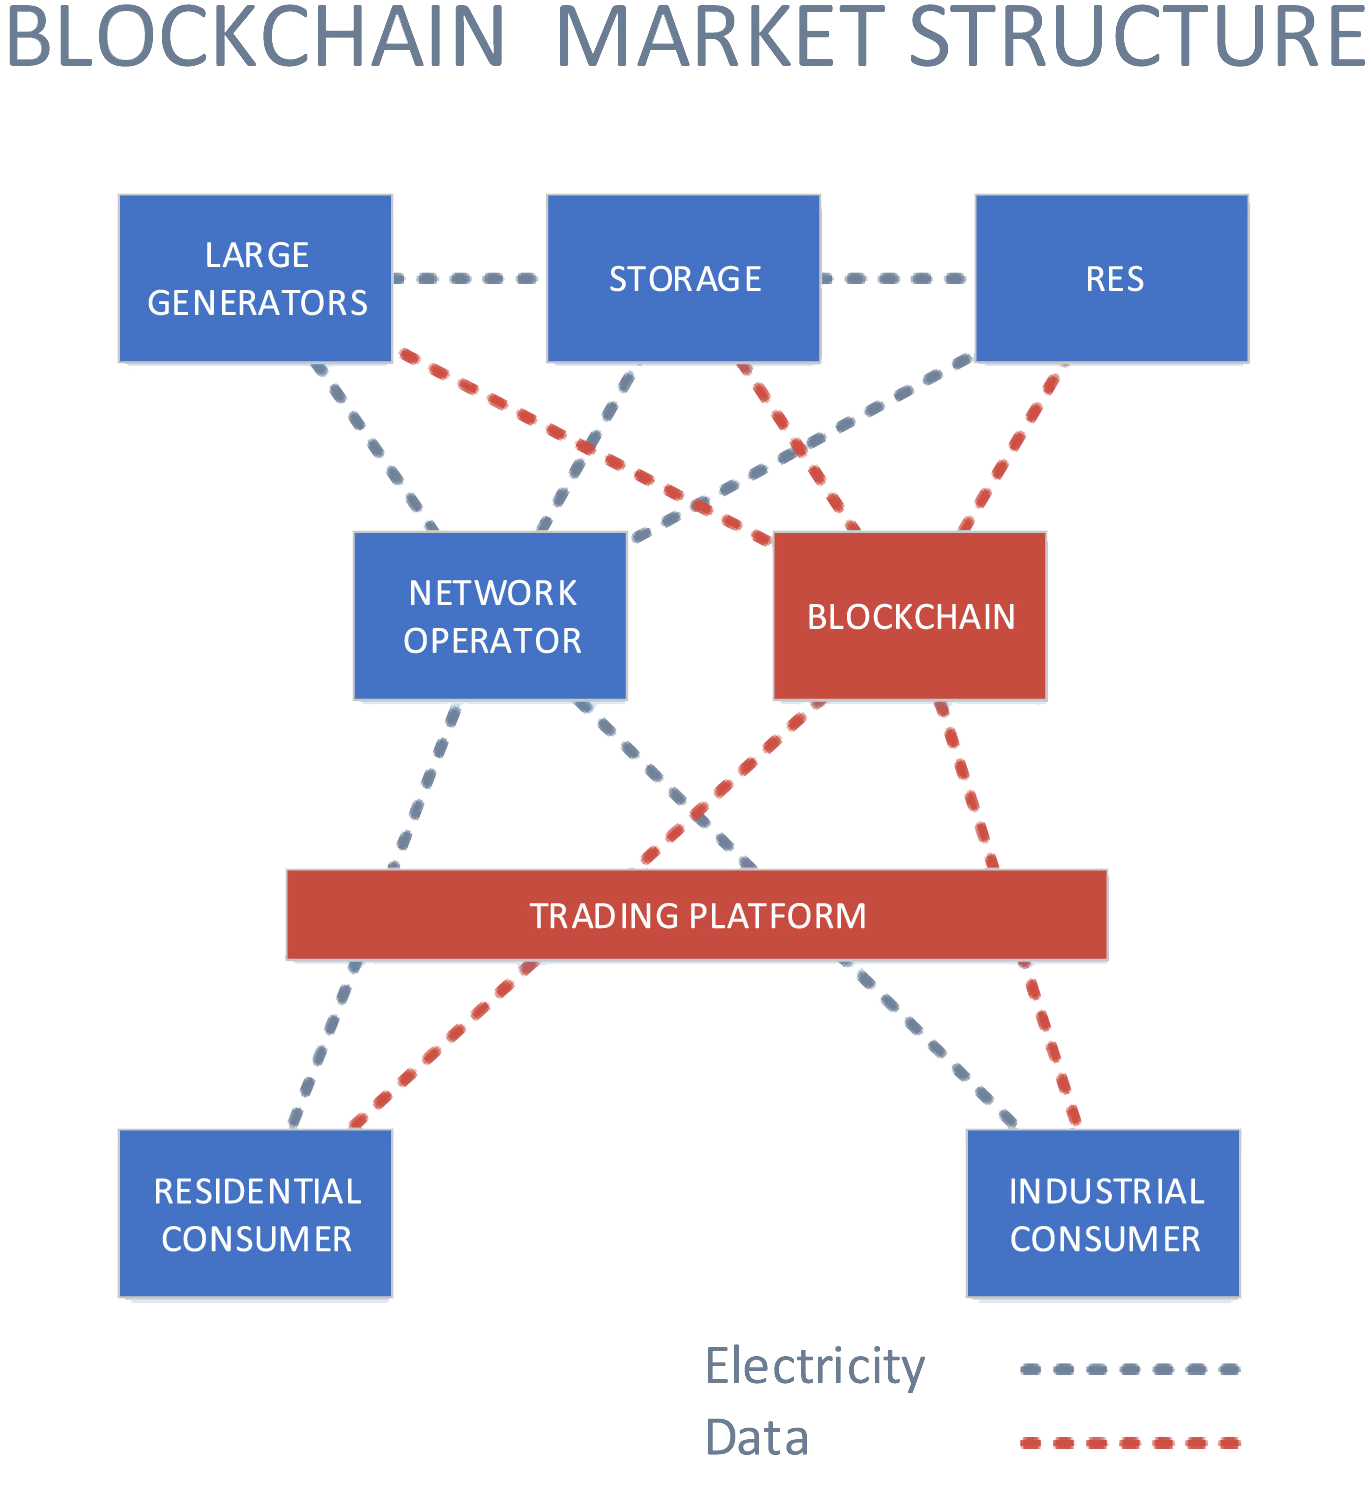 BLOCKCHAIN MARKET STRUCTURE
LARGE
GENERATORS
STORAGE
RES
NETWORK
OPERATOR
BLOCKCHAIN
TRADING PLATFORM
RESIDENTIAL
CONSUMER
INDUSTRIAL
CONSUMER
Electricity
Data